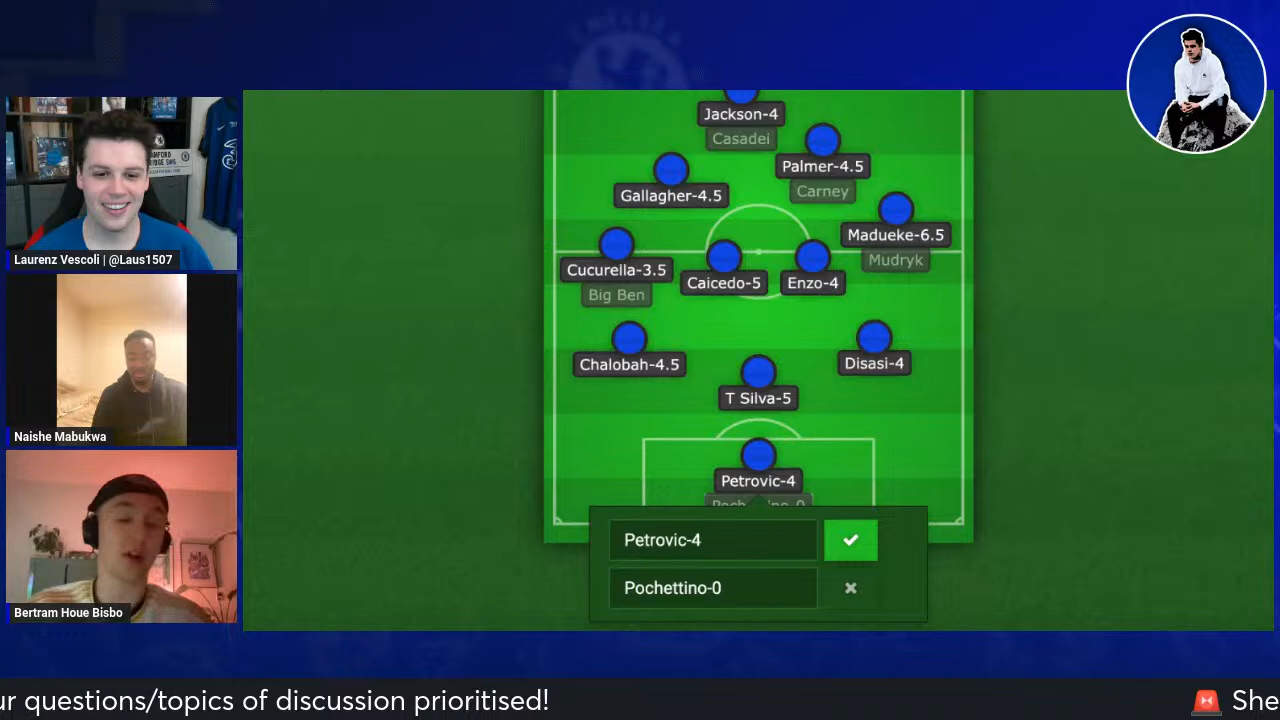 Laurenz Vescoli | @Laus1507
Naishe Mabukwa
Bertram Houe Bisbo
Jackson-4
Casadei
Palmer-4.5
Carney
Gallagher-4.5
Madueke-6.5
Mudryk
Cucurella-3.5
Big Ben
Caicedo-5
Enzo-4
Chalobah-4.5
Disasi-4
T Silva-5
Petrovic-4
Pochettino-0
Petrovic-4
Pochettino-0
ur questions/topics of discussion prioritised!
She